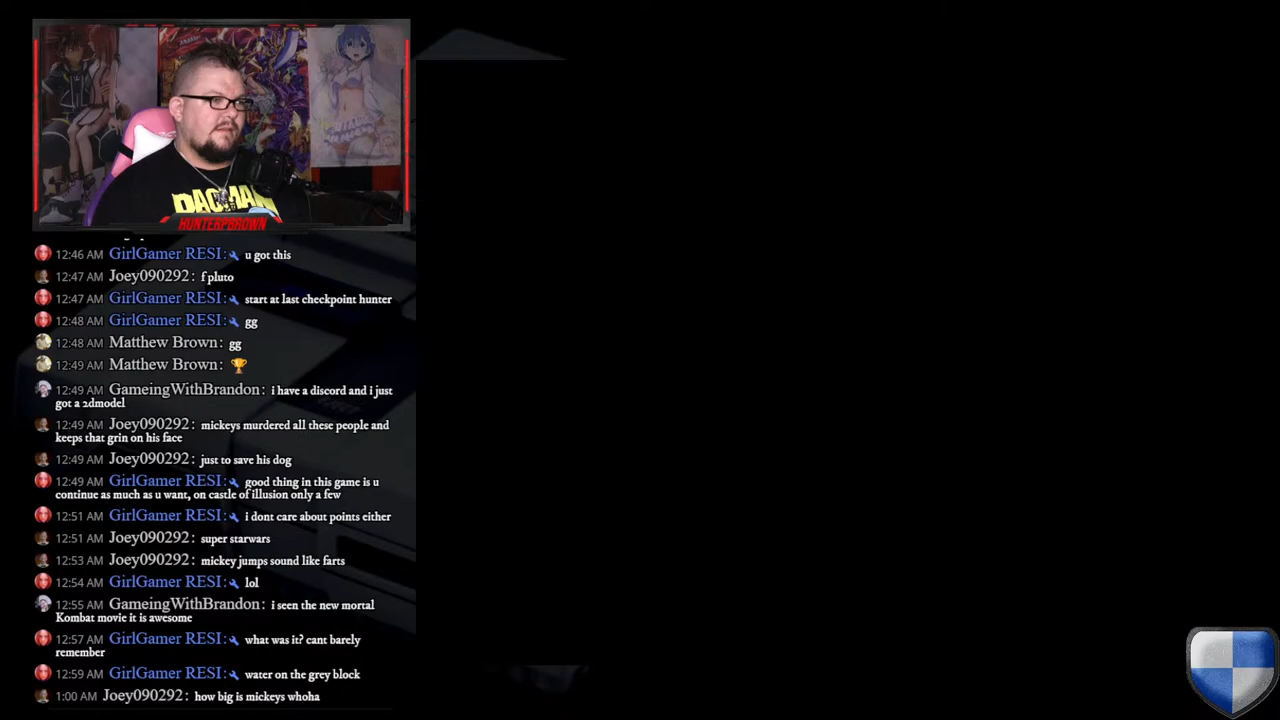 PACMAN
HUNTERPBROWN
12:46 AM GirlGamer RESI: u got this
12:47 AM Joey090292: f pluto
12:47 AM GirlGamer RESI: start at last checkpoint hunter
12:48 AM GirlGamer RESI: gg
12:48 AM Matthew Brown: gg
12:49 AM Matthew Brown: 🏆
12:49 AM GameingWithBrandon: i have a discord and i just
got a 2dmodel
12:49 AM Joey090292: mickeys murdered all these people and
keeps that grin on his face
12:49 AM Joey090292: just to save his dog
12:49 AM GirlGamer RESI: good thing in this game is u
continue as much as u want, on castle of illusion only a few
12:51 AM GirlGamer RESI: i dont care about points either
12:51 AM Joey090292: super starwars
12:53 AM Joey090292: mickey jumps sound like farts
12:54 AM GirlGamer RESI: lol
12:55 AM GameingWithBrandon: i seen the new mortal
Kombat movie it is awesome
12:57 AM GirlGamer RESI: what was it? cant barely
remember
12:59 AM GirlGamer RESI: water on the grey block
1:00 AM Joey090292: how big is mickeys whoha